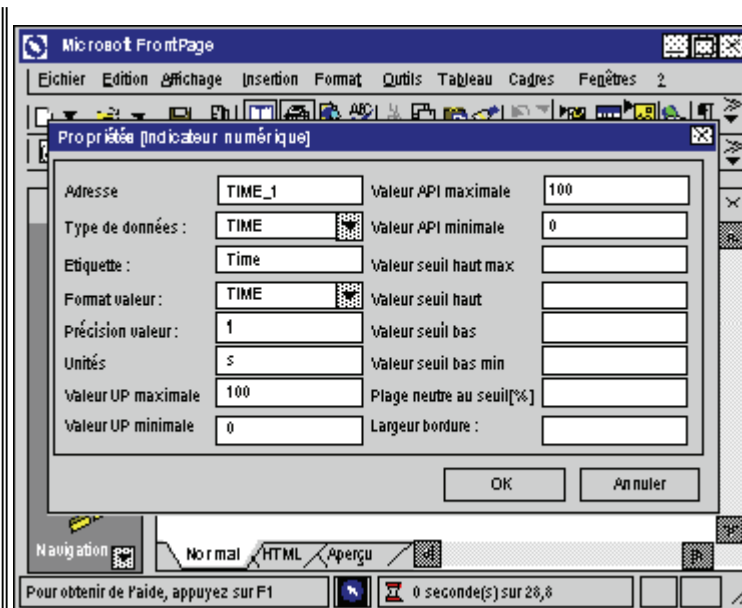 Microsoft FrontPage
Eichier Edition Affichage Insertion Format Outils Tableau Cadres Fenêtres ?
Propriétés [Indicateur numérique]
Adresse TIME_1 Valeur API maximale 100
Type de données : TIME Valeur API minimale 0
Etiquette : Time Valeur seuil haut max
Format valeur : TIME Valeur seuil haut
Précision valeur : 1 Valeur seuil bas
Unités s Valeur seuil bas min
Valeur UP maximale 100 Plage neutre au seuil[%]
Valeur UP minimale 0 Largeur bordure :
OK Annuler
Navigation Normal HTML Aperçu
Pour obtenir de l'aide, appuyez sur F1 0 seconde(s) sur 28,8